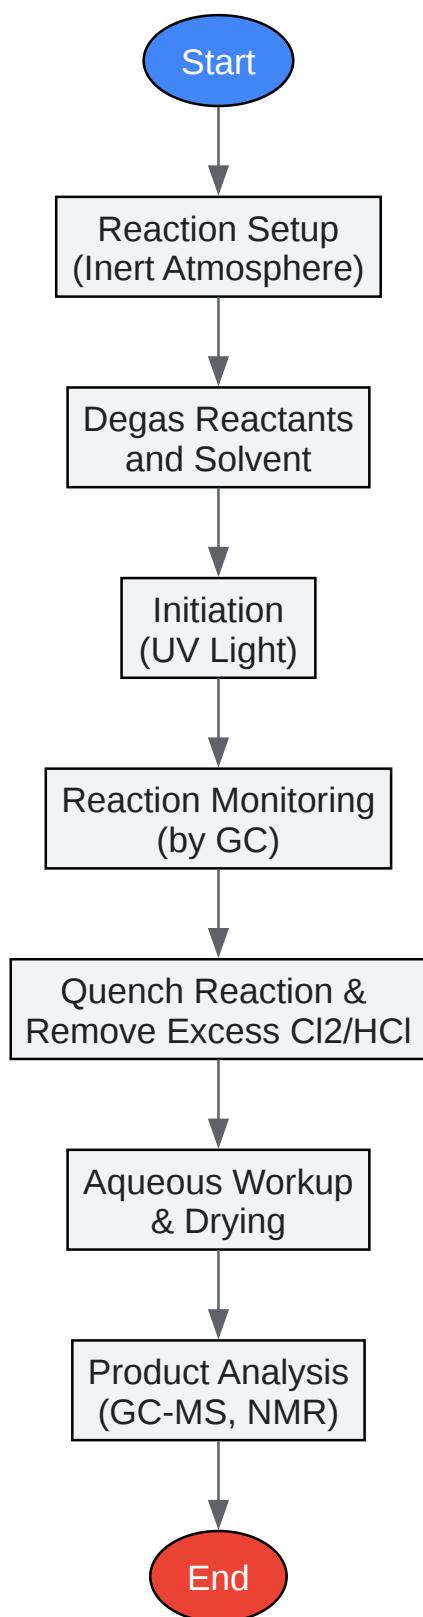 Start
Reaction Setup
(Inert Atmosphere)
Degas Reactants
and Solvent
Initiation
(UV Light)
Reaction Monitoring
(by GC)
Quench Reaction &
Remove Excess Cl2/HCl
Aqueous Workup
& Drying
Product Analysis
(GC-MS, NMR)
End